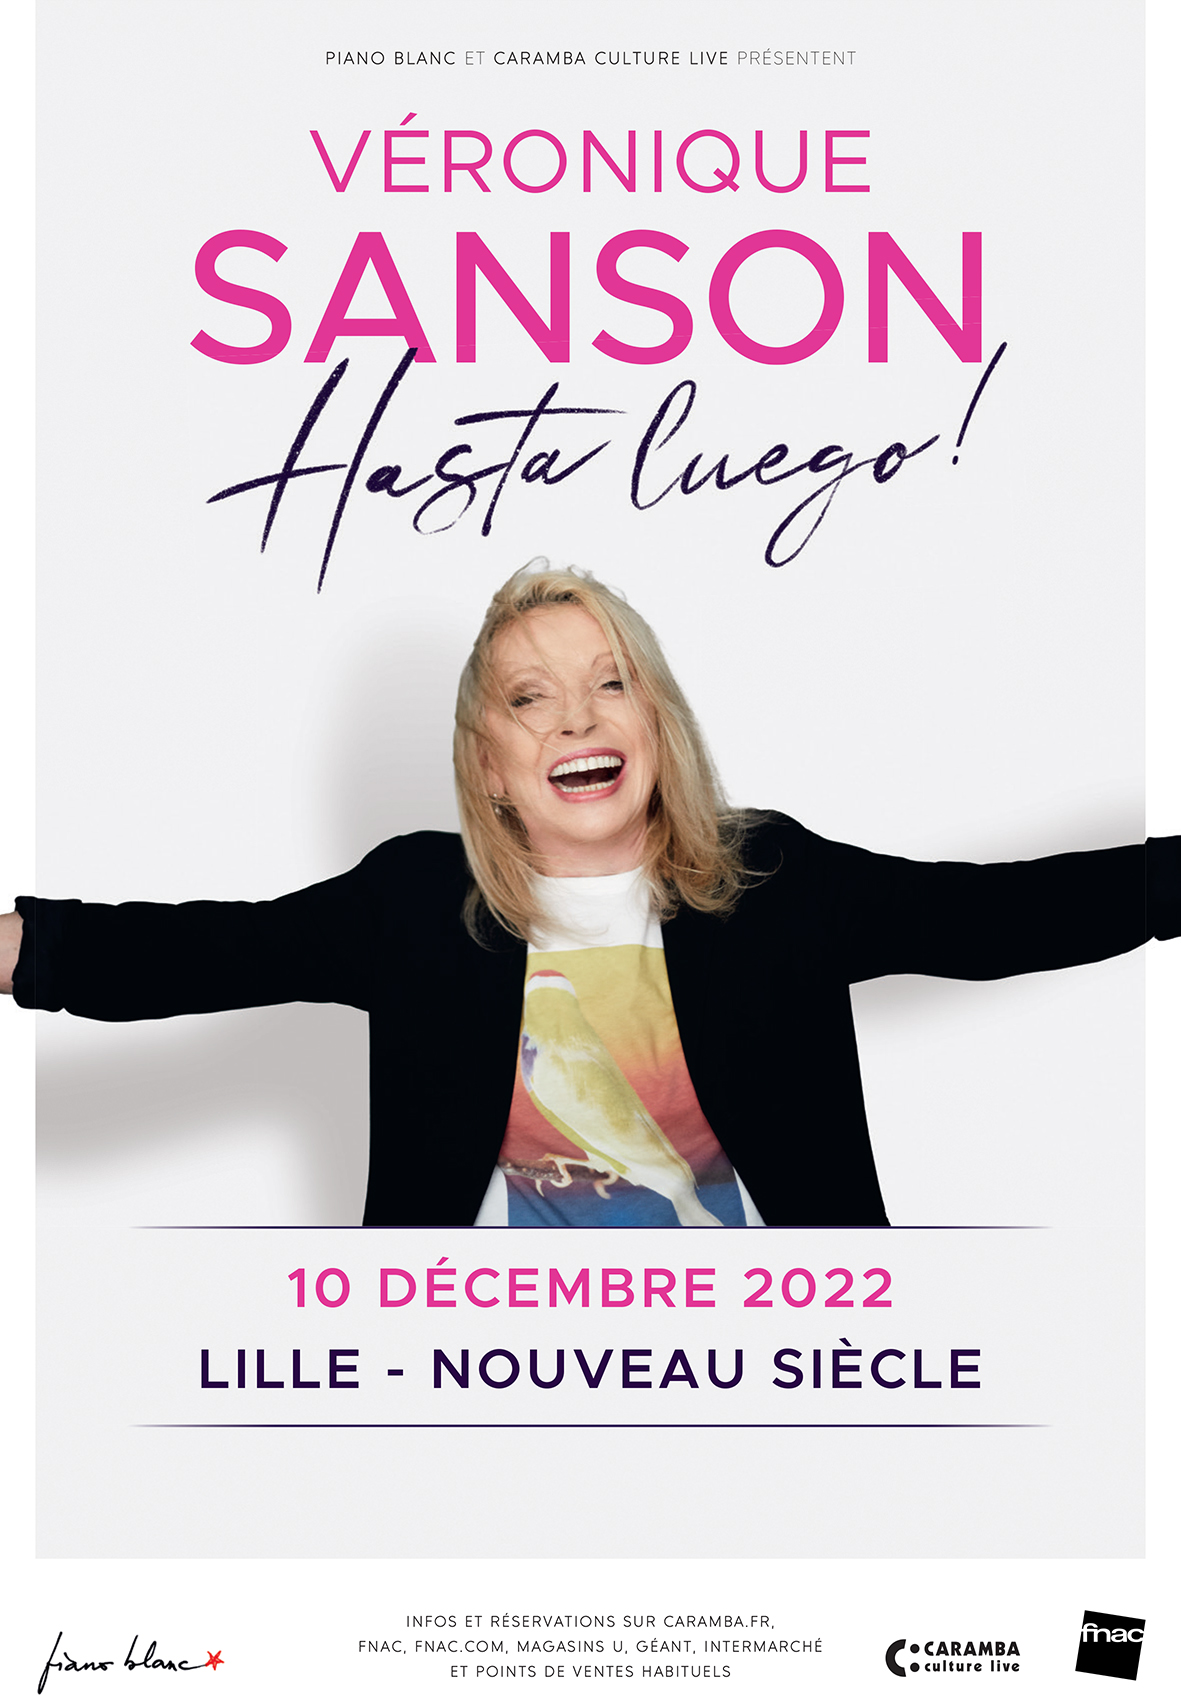 PIANO BLANC ET CARAMBA CULTURE LIVE PRÉSENTENT
VÉRONIQUE
SANSON
Hasta luego!
10 DÉCEMBRE 2022
LILLE - NOUVEAU SIÈCLE
piano blanc
INFOS ET RÉSERVATIONS SUR CARAMBA.FR,
FNAC, FNAC.COM, MAGASINS U, GÉANT, INTERMARCHÉ
ET POINTS DE VENTES HABITUELS
CARAMBA
culture live
fnac